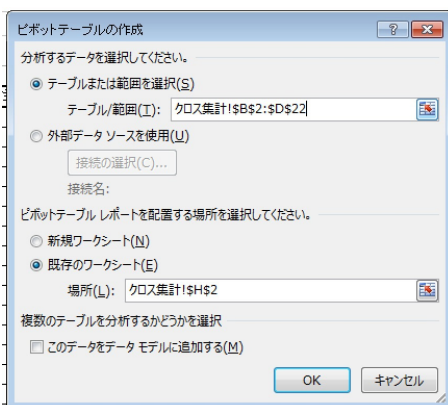 ピボットテーブルの作成
分析するデータを選択してください。
テーブルまたは範囲を選択(S)
テーブル/範囲(T): クロス集計!$B$2:$D$22
外部データ ソースを使用(U)
接続の選択(C)...
接続名:
ピボットテーブル レポートを配置する場所を選択してください。
新規ワークシート(N)
既存のワークシート(E)
場所(L): クロス集計!$H$2
複数のテーブルを分析するかどうかを選択
このデータをデータ モデルに追加する(M)
OK キャンセル